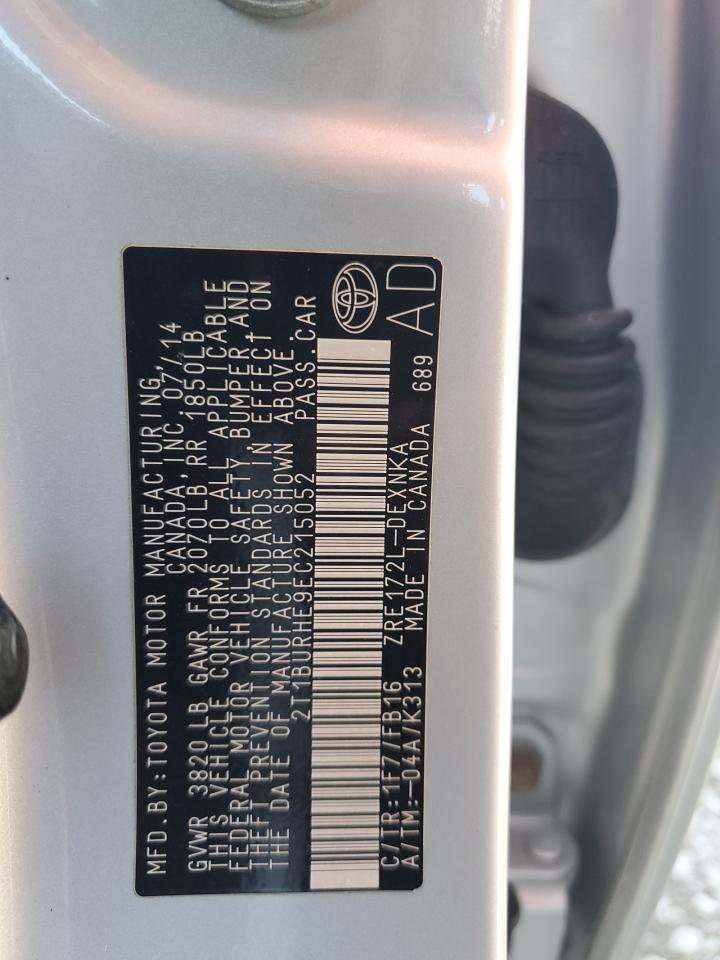 MFD.BY:TOYOTA MOTOR MANUFACTURING,
CANADA, INC. 07/14
GVWR 3820 LB GAWR FR 2070LB, RR 1850LB
THIS VEHICLE CONFORMS TO ALL APPLICABLE
FEDERAL MOTOR VEHICLE SAFETY, BUMPER, AND
THEFT PREVENTION STANDARDS IN EFFECT ON
THE DATE OF MANUFACTURE SHOWN ABOVE.
2T1BURHE9EC215052 PASS.CAR
C/TR:1F7/FB16 ZRE172L-DEXNKA
A/TM:-04A/K313 MADE IN CANADA 689
AD